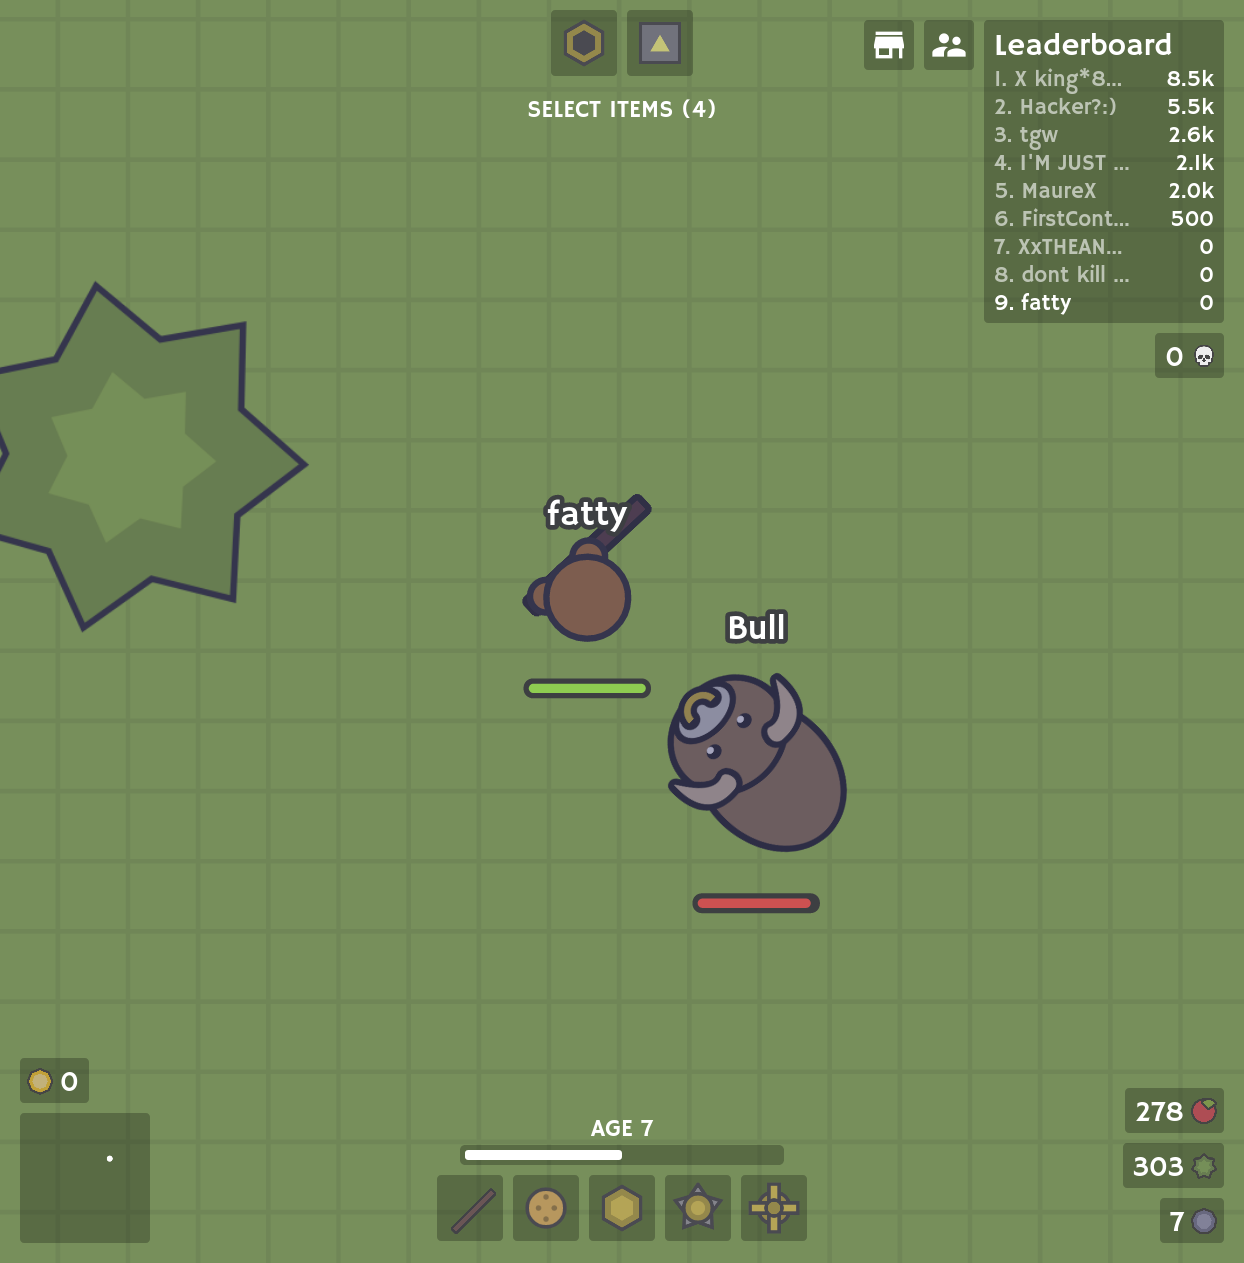 SELECT ITEMS (4)
Leaderboard
1. X king*8... 8.5k
2. Hacker?:) 5.5k
3. tgw 2.6k
4. I'M JUST ... 2.1k
5. MaureX 2.0k
6. FirstCont... 500
7. XxTHEAN... 0
8. dont kill ... 0
9. fatty 0
0
fatty
Bull
0
AGE 7
278
303
7